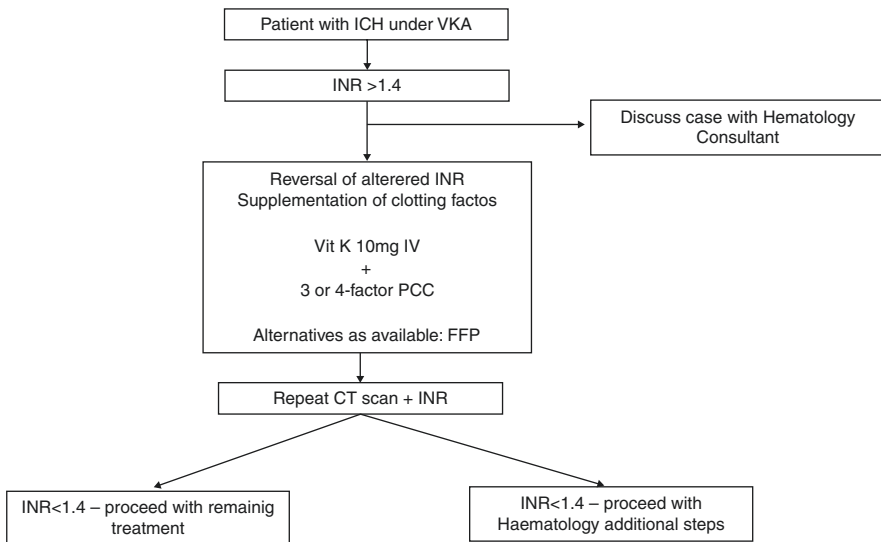 Patient with ICH under VKA
INR >1.4
Discuss case with Hematology
Consultant
Reversal of alterered INR
Supplementation of clotting factos
Vit K 10mg IV
+
3 or 4-factor PCC
Alternatives as available: FFP
Repeat CT scan + INR
INR<1.4 – proceed with remainig
treatment
INR<1.4 – proceed with
Haematology additional steps